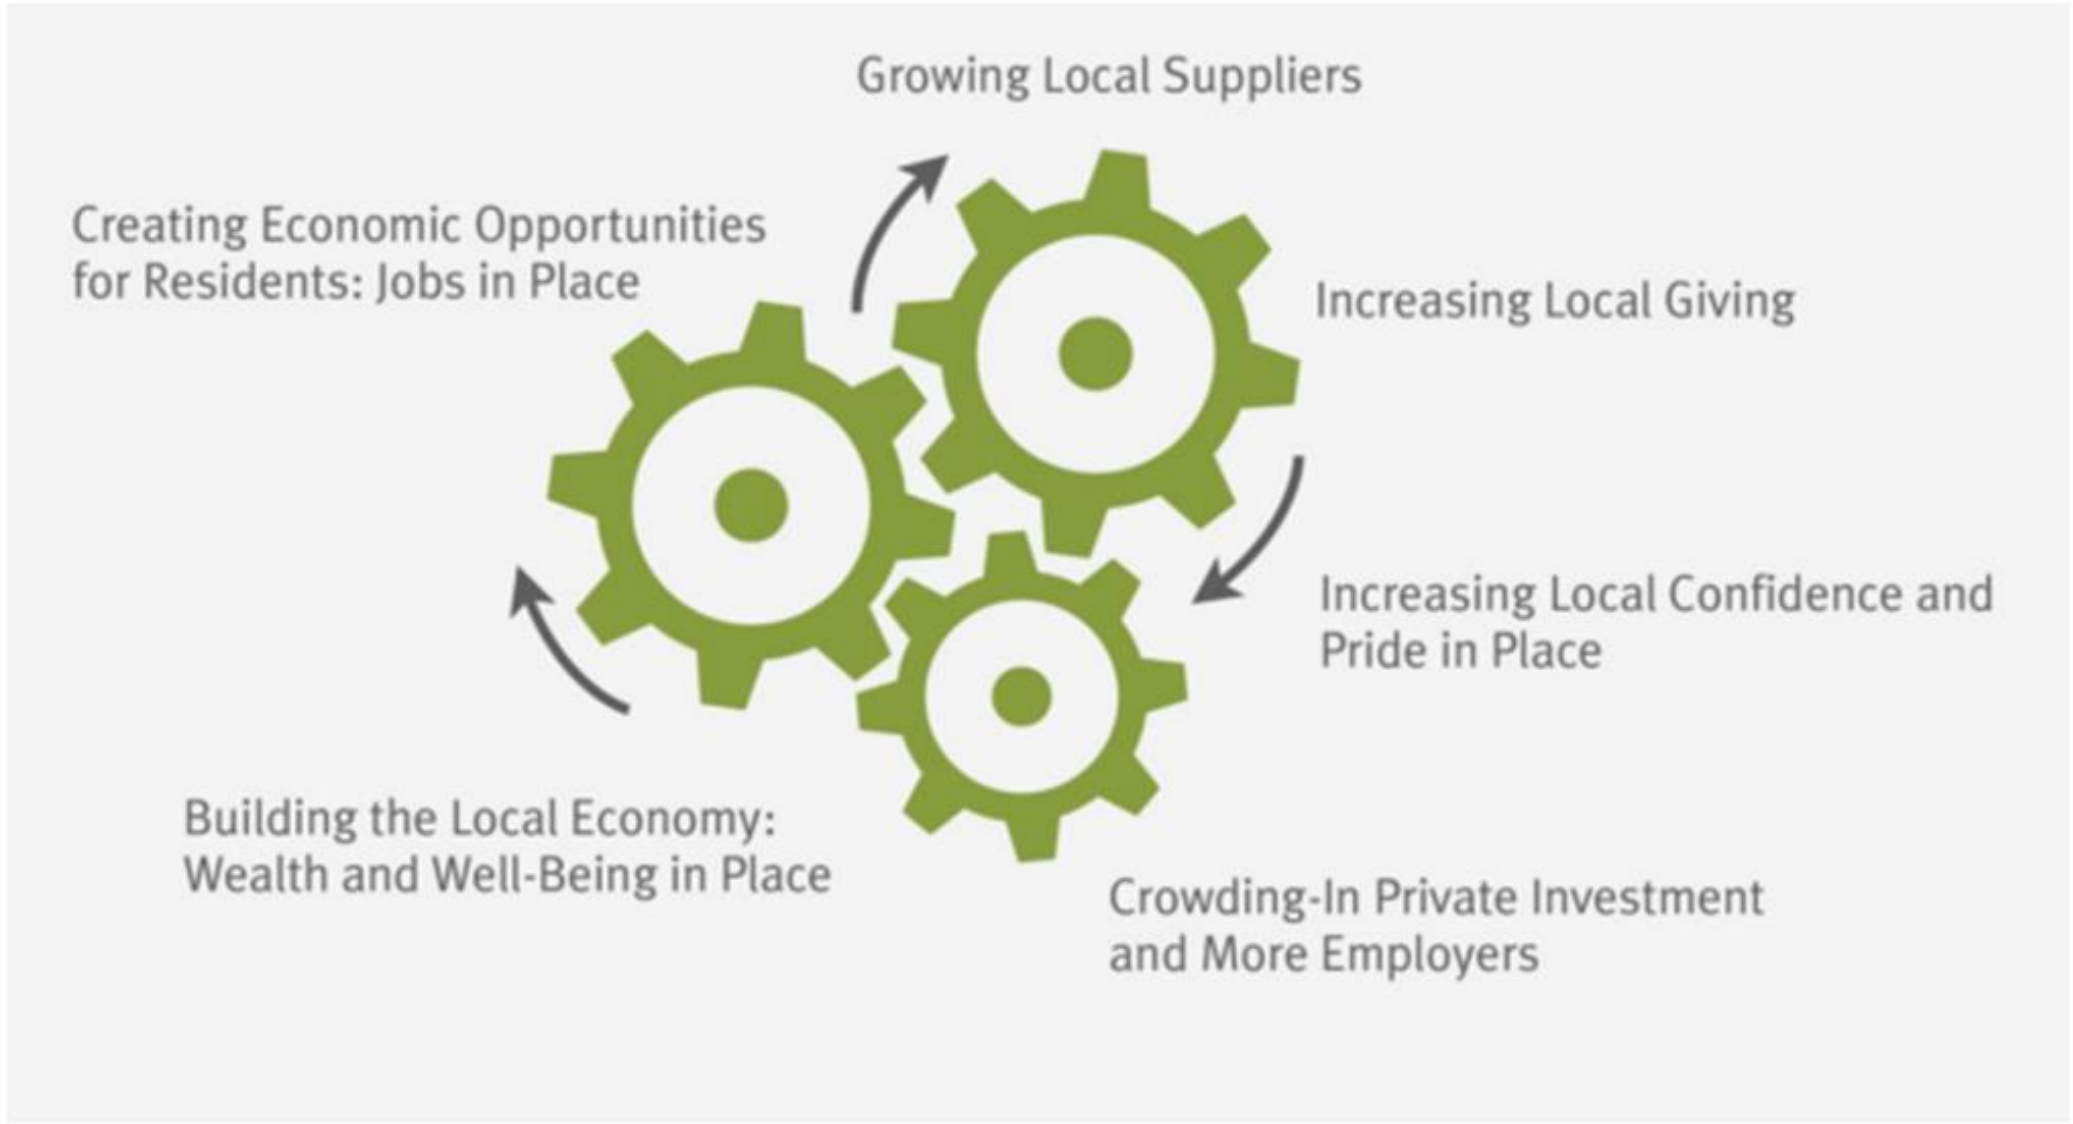 Growing Local Suppliers
Creating Economic Opportunities
for Residents: Jobs in Place
Increasing Local Giving
Increasing Local Confidence and
Pride in Place
Building the Local Economy:
Wealth and Well-Being in Place
Crowding-In Private Investment
and More Employers